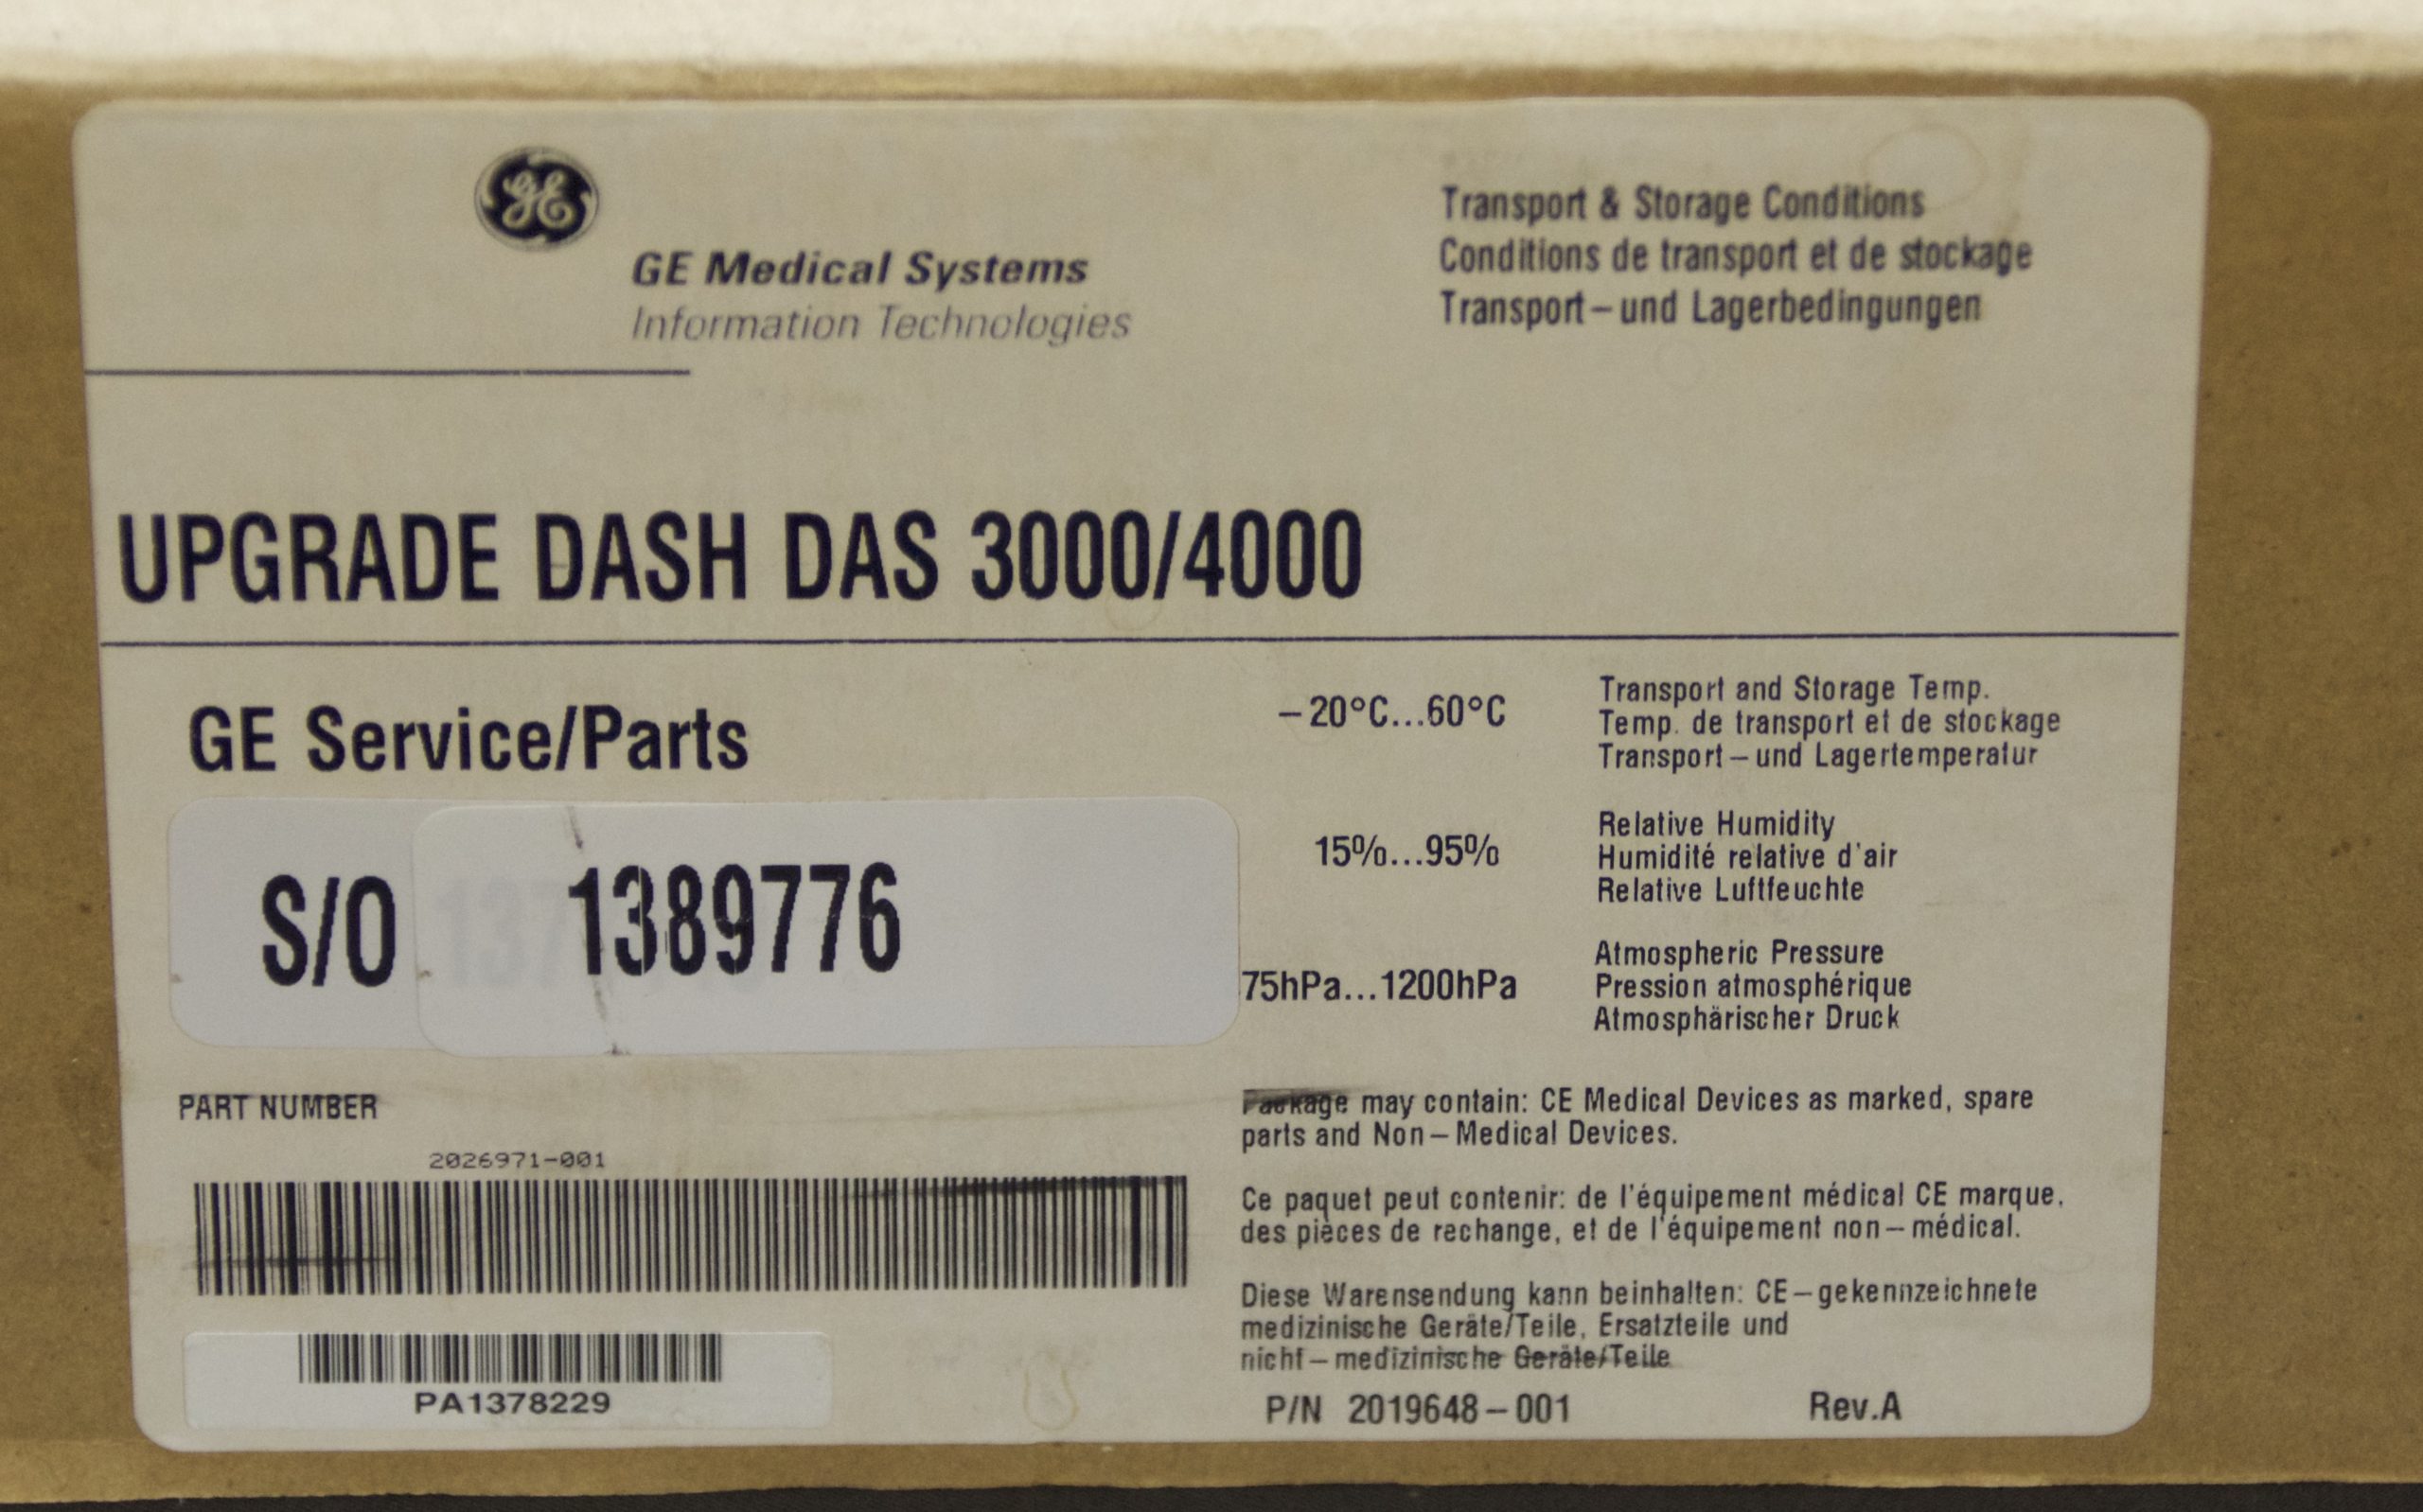 GE
GE Medical Systems
Information Technologies
Transport & Storage Conditions
Conditions de transport et de stockage
Transport – und Lagerbedingungen
UPGRADE DASH DAS 3000/4000
GE Service/Parts
S/O 1389776
PART NUMBER
2026971-001
PA1378229
– 20°C...60°C
Transport and Storage Temp.
Temp. de transport et de stockage
Transport – und Lagertemperatur
15%...95%
Relative Humidity
Humidité relative d'air
Relative Luftfeuchte
75hPa...1200hPa
Atmospheric Pressure
Pression atmosphérique
Atmosphärischer Druck
Package may contain: CE Medical Devices as marked, spare
parts and Non – Medical Devices.
Ce paquet peut contenir: de l'équipement médical CE marque,
des pièces de rechange, et de l'équipement non – médical.
Diese Warensendung kann beinhalten: CE – gekennzeichnete
medizinische Geräte/Teile, Ersatzteile und
nicht – medizinische Geräte/Teile
P/N 2019648 – 001 Rev.A